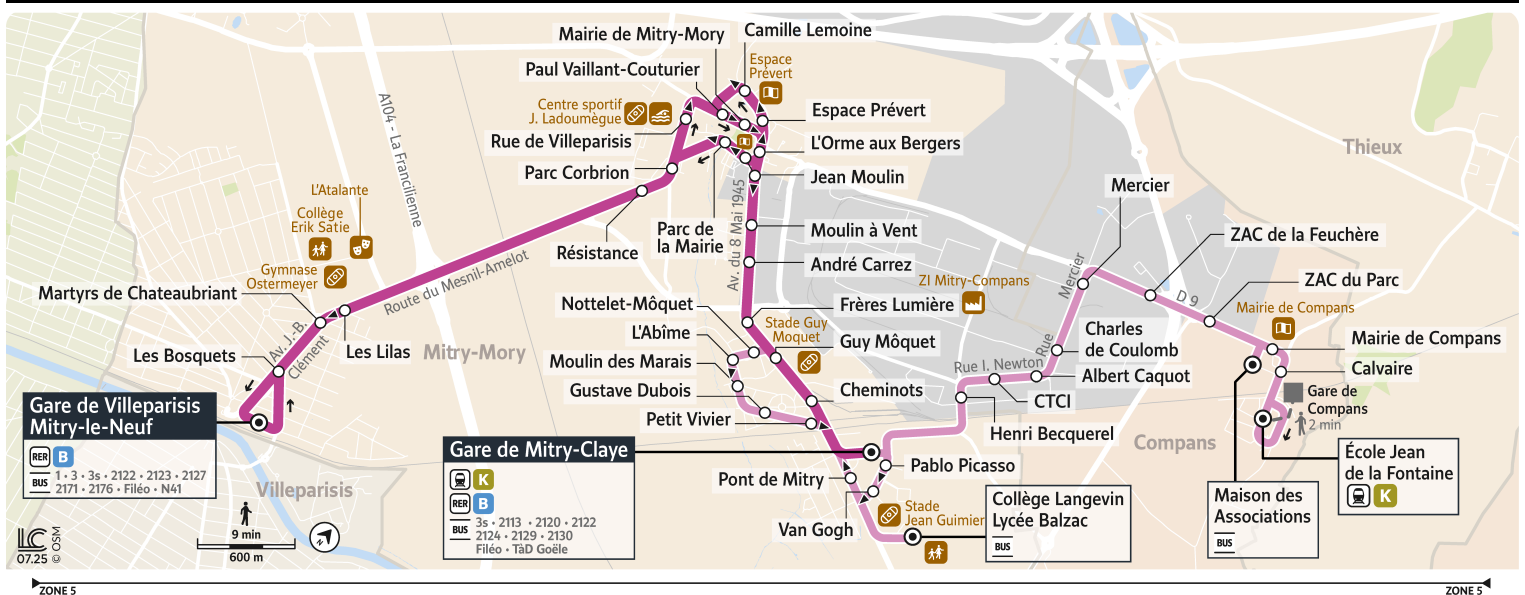 Mairie de Mitry-Mory
Camille Lemoine
Paul Vaillant-Couturier
Espace
Prévert
Centre sportif
J. Ladoumègue
Espace Prévert
Rue de Villeparisis
L'Orme aux Bergers
Parc Corbrion
Jean Moulin
A104 - La Francilienne
Thieux
L'Atalante
Collège
Erik Satie
Gymnase
Ostermeyer
Résistance
Parc de
la Mairie
Av. du 8 Mai 1945
Moulin à Vent
André Carrez
Mercier
ZAC de la Feuchère
ZAC du Parc
Martyrs de Chateaubriant
Route du Mesnil-Amelot
Nottelet-Môquet
Frères Lumière
ZI Mitry-Compans
Rue Mercier
D 9
Mairie de Compans
L'Abîme
Stade Guy
Moquet
Guy Môquet
Charles
de Coulomb
Mairie de Compans
Les Bosquets
Av. J.-B.
Clément
Les Lilas
Mitry-Mory
Moulin des Marais
Rue I. Newton
Albert Caquot
Calvaire
Gustave Dubois
Cheminots
CTCI
Gare de
Compans
2 min
Petit Vivier
Henri Becquerel
Compans
Gare de Villeparisis
Mitry-le-Neuf
RER B
BUS
1 • 3 • 3s • 2122 • 2123 • 2127
2171 • 2176 • Filéo • N41
Gare de Mitry-Claye
K
RER B
BUS
3s • 2113 • 2120 • 2122
2124 • 2129 • 2130
Filéo • TàD Goële
Pont de Mitry
Pablo Picasso
Van Gogh
Stade
Jean Guimier
Collège Langevin
Lycée Balzac
BUS
École Jean
de la Fontaine
K
Maison des
Associations
BUS
Villeparisis
9 min
600 m
LC
07.25
© OSM
ZONE 5
ZONE 5